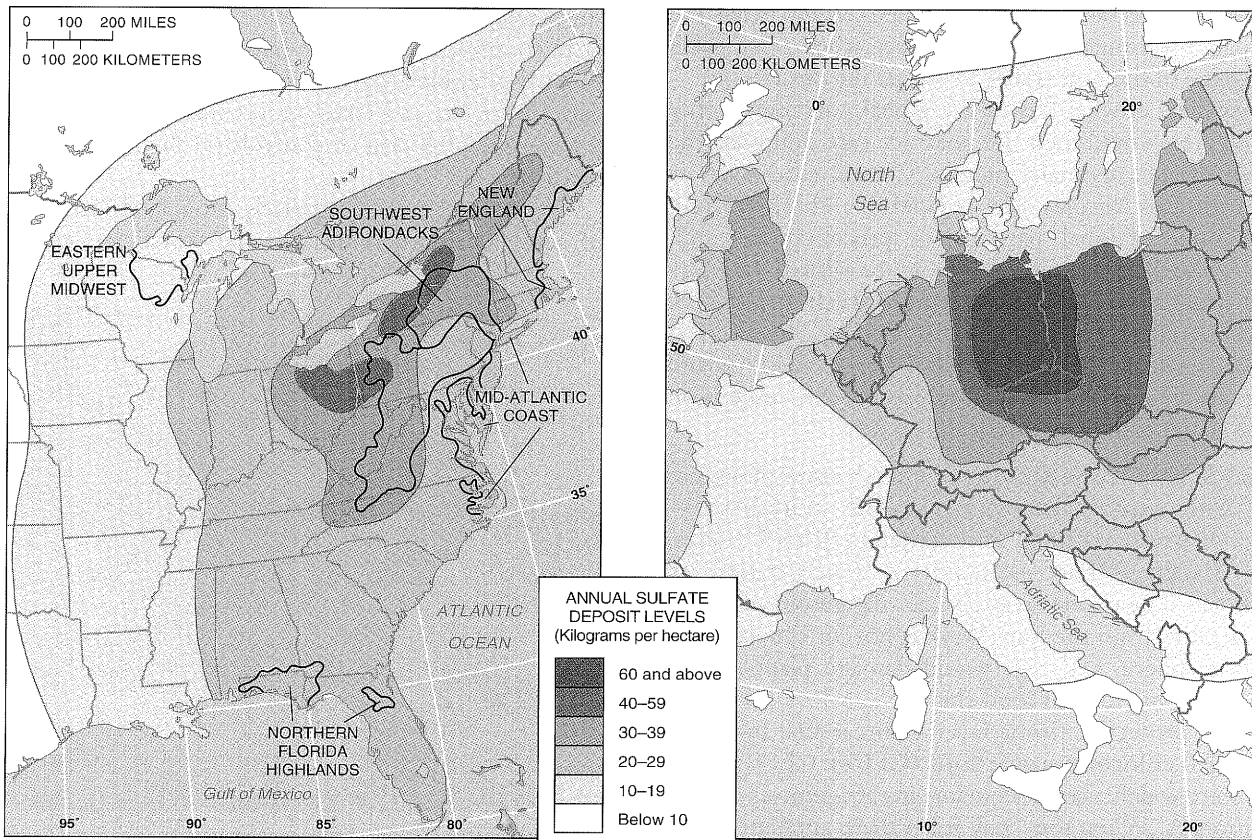 0 100 200 MILES
0 100 200 KILOMETERS
NEW
ENGLAND
SOUTHWEST
ADIRONDACKS
EASTERN
UPPER
MIDWEST
40°
MID-ATLANTIC
COAST
35°
ATLANTIC
OCEAN
NORTHERN
FLORIDA
HIGHLANDS
Gulf of Mexico
95°
90°
85°
80°
0 100 200 MILES
0 100 200 KILOMETERS
0°
20°
North
Sea
50°
Adriatic Sea
10°
20°
ANNUAL SULFATE
DEPOSIT LEVELS
(Kilograms per hectare)
60 and above
40–59
30–39
20–29
10–19
Below 10